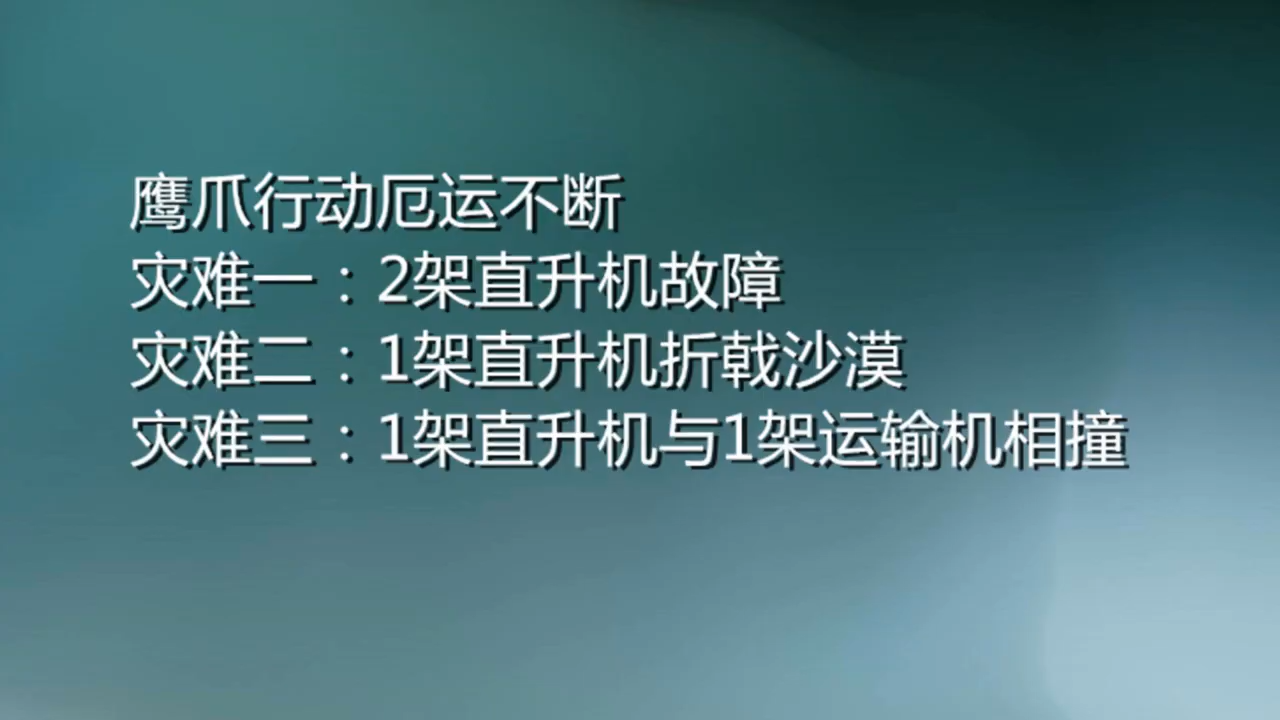 鹰爪行动厄运不断
灾难一：2架直升机故障
灾难二：1架直升机折戟沙漠
灾难三：1架直升机与1架运输机相撞